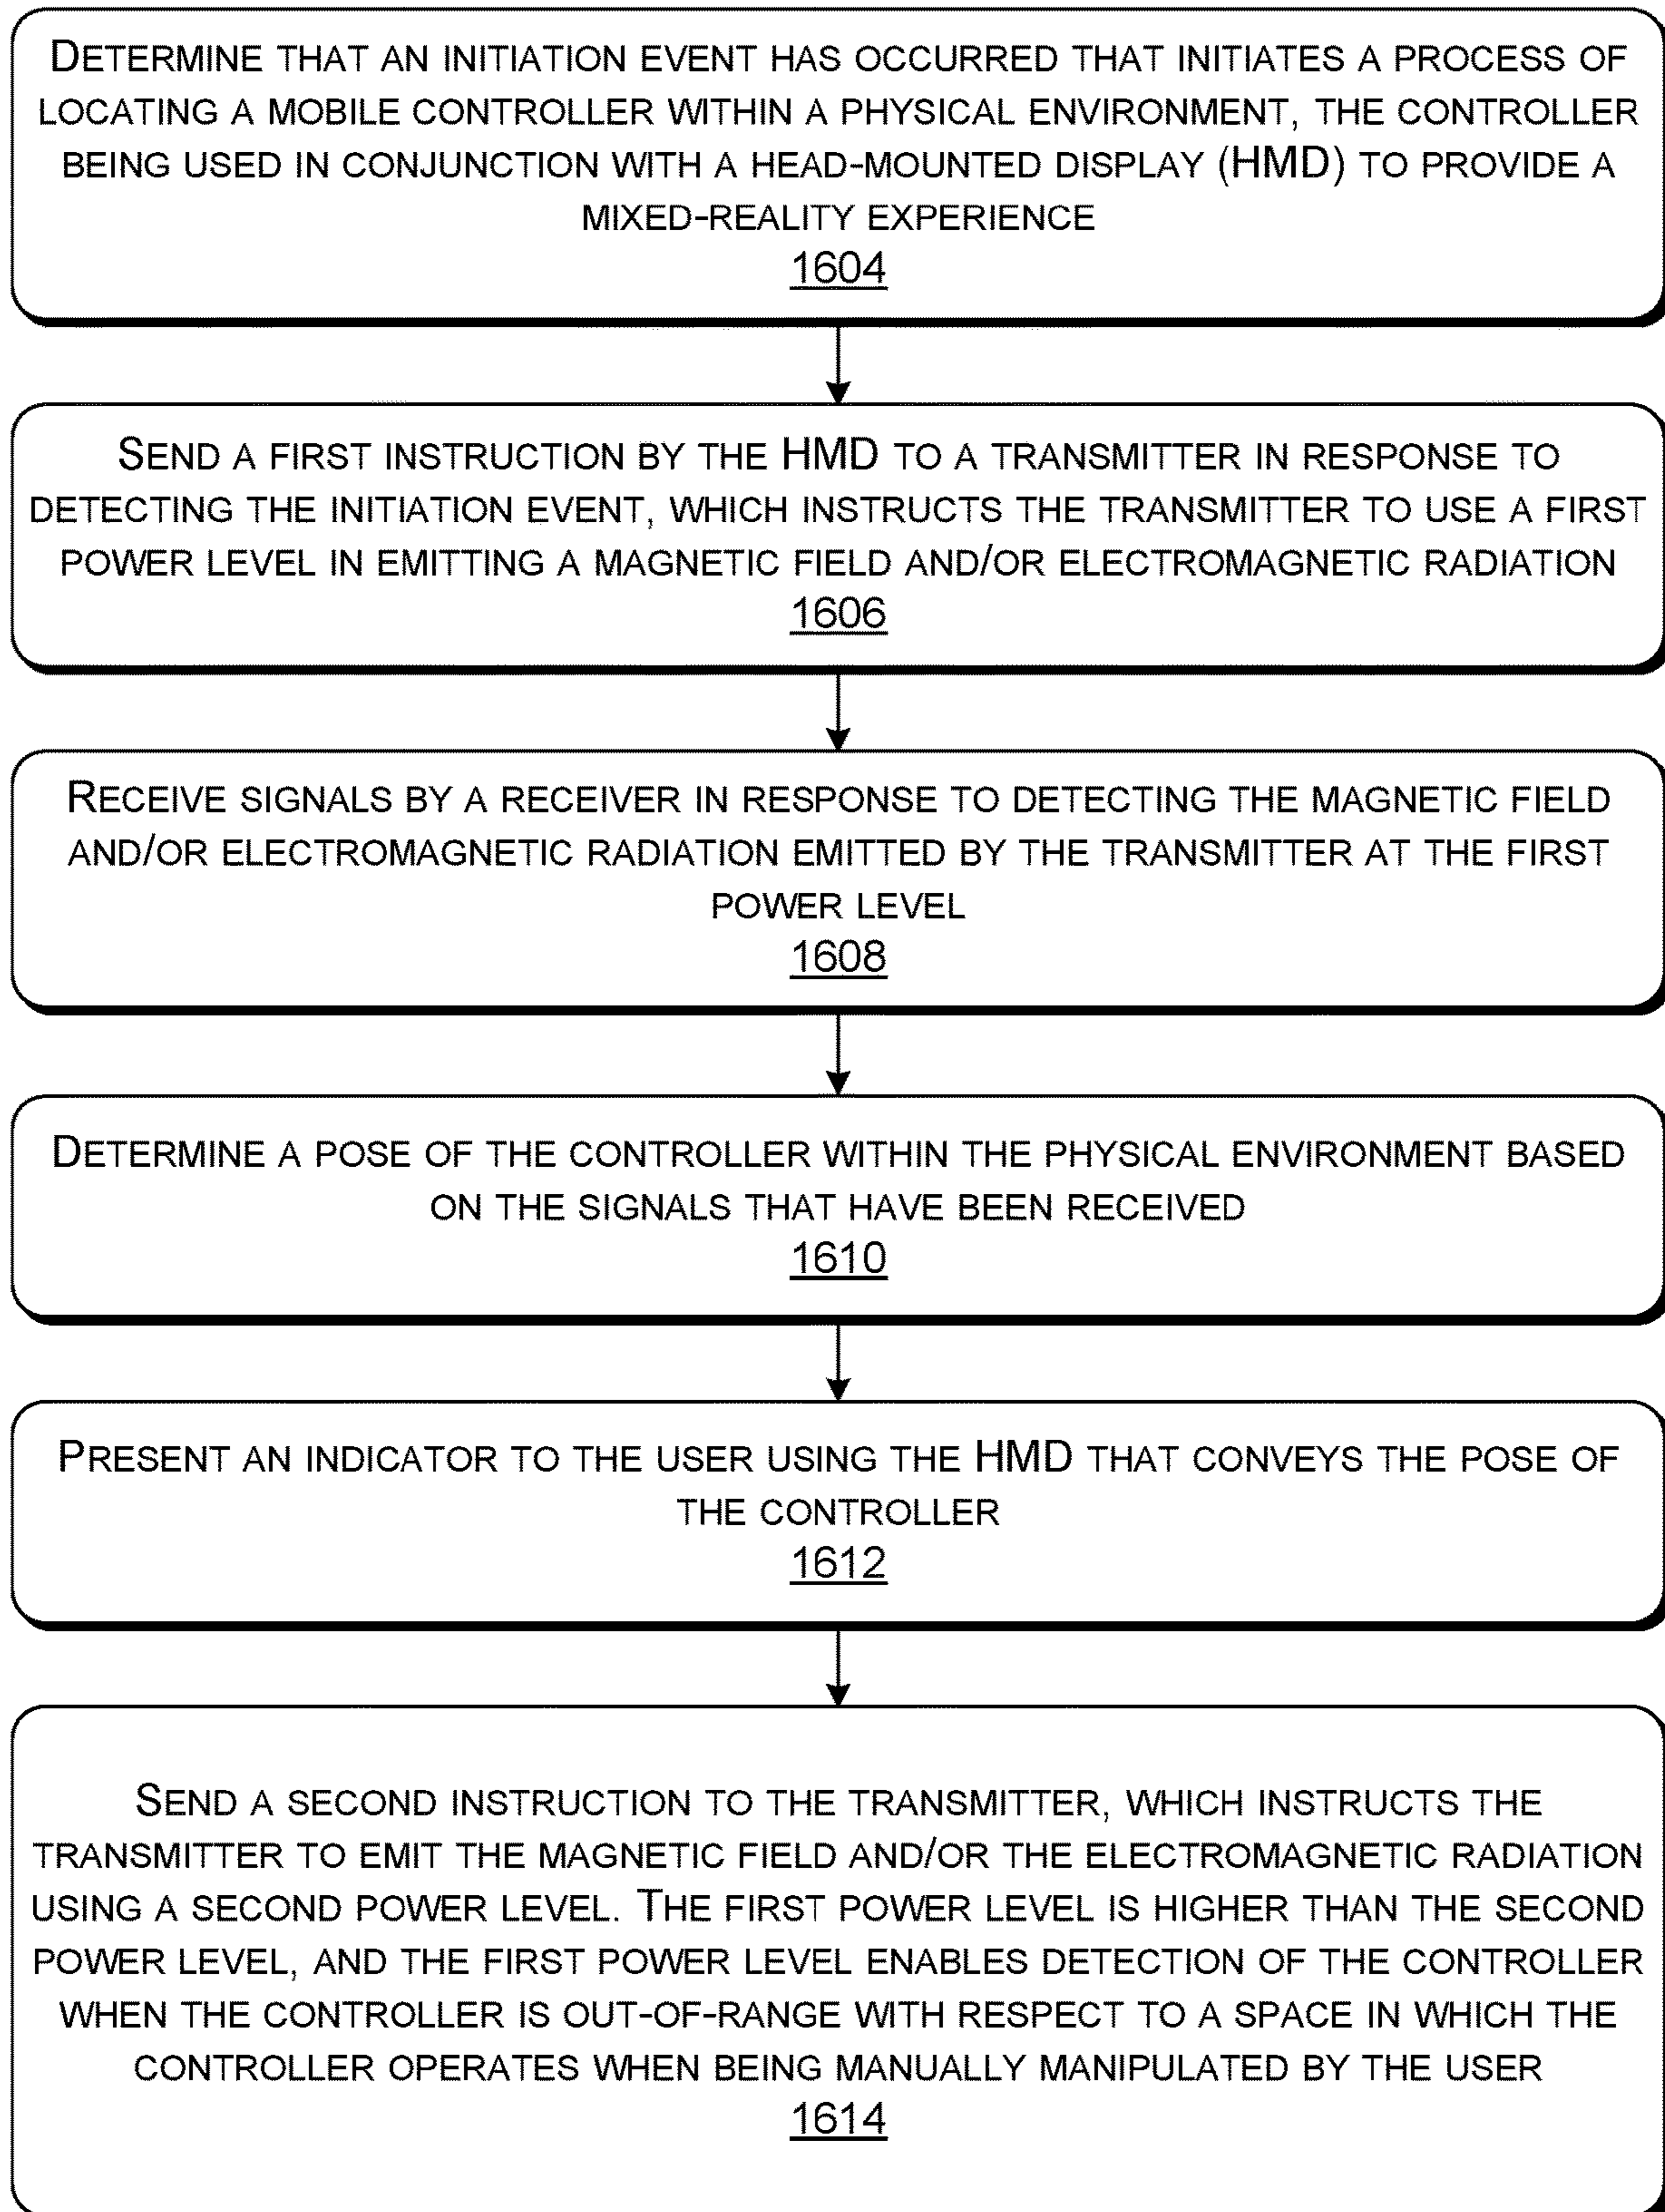 DETERMINE THAT AN INITIATION EVENT HAS OCCURRED THAT INITIATES A PROCESS OF
LOCATING A MOBILE CONTROLLER WITHIN A PHYSICAL ENVIRONMENT, THE CONTROLLER
BEING USED IN CONJUNCTION WITH A HEAD-MOUNTED DISPLAY (HMD) TO PROVIDE A
MIXED-REALITY EXPERIENCE
1604
SEND A FIRST INSTRUCTION BY THE HMD TO A TRANSMITTER IN RESPONSE TO
DETECTING THE INITIATION EVENT, WHICH INSTRUCTS THE TRANSMITTER TO USE A FIRST
POWER LEVEL IN EMITTING A MAGNETIC FIELD AND/OR ELECTROMAGNETIC RADIATION
1606
RECEIVE SIGNALS BY A RECEIVER IN RESPONSE TO DETECTING THE MAGNETIC FIELD
AND/OR ELECTROMAGNETIC RADIATION EMITTED BY THE TRANSMITTER AT THE FIRST
POWER LEVEL
1608
DETERMINE A POSE OF THE CONTROLLER WITHIN THE PHYSICAL ENVIRONMENT BASED
ON THE SIGNALS THAT HAVE BEEN RECEIVED
1610
PRESENT AN INDICATOR TO THE USER USING THE HMD THAT CONVEYS THE POSE OF
THE CONTROLLER
1612
SEND A SECOND INSTRUCTION TO THE TRANSMITTER, WHICH INSTRUCTS THE
TRANSMITTER TO EMIT THE MAGNETIC FIELD AND/OR THE ELECTROMAGNETIC RADIATION
USING A SECOND POWER LEVEL. THE FIRST POWER LEVEL IS HIGHER THAN THE SECOND
POWER LEVEL, AND THE FIRST POWER LEVEL ENABLES DETECTION OF THE CONTROLLER
WHEN THE CONTROLLER IS OUT-OF-RANGE WITH RESPECT TO A SPACE IN WHICH THE
CONTROLLER OPERATES WHEN BEING MANUALLY MANIPULATED BY THE USER
1614